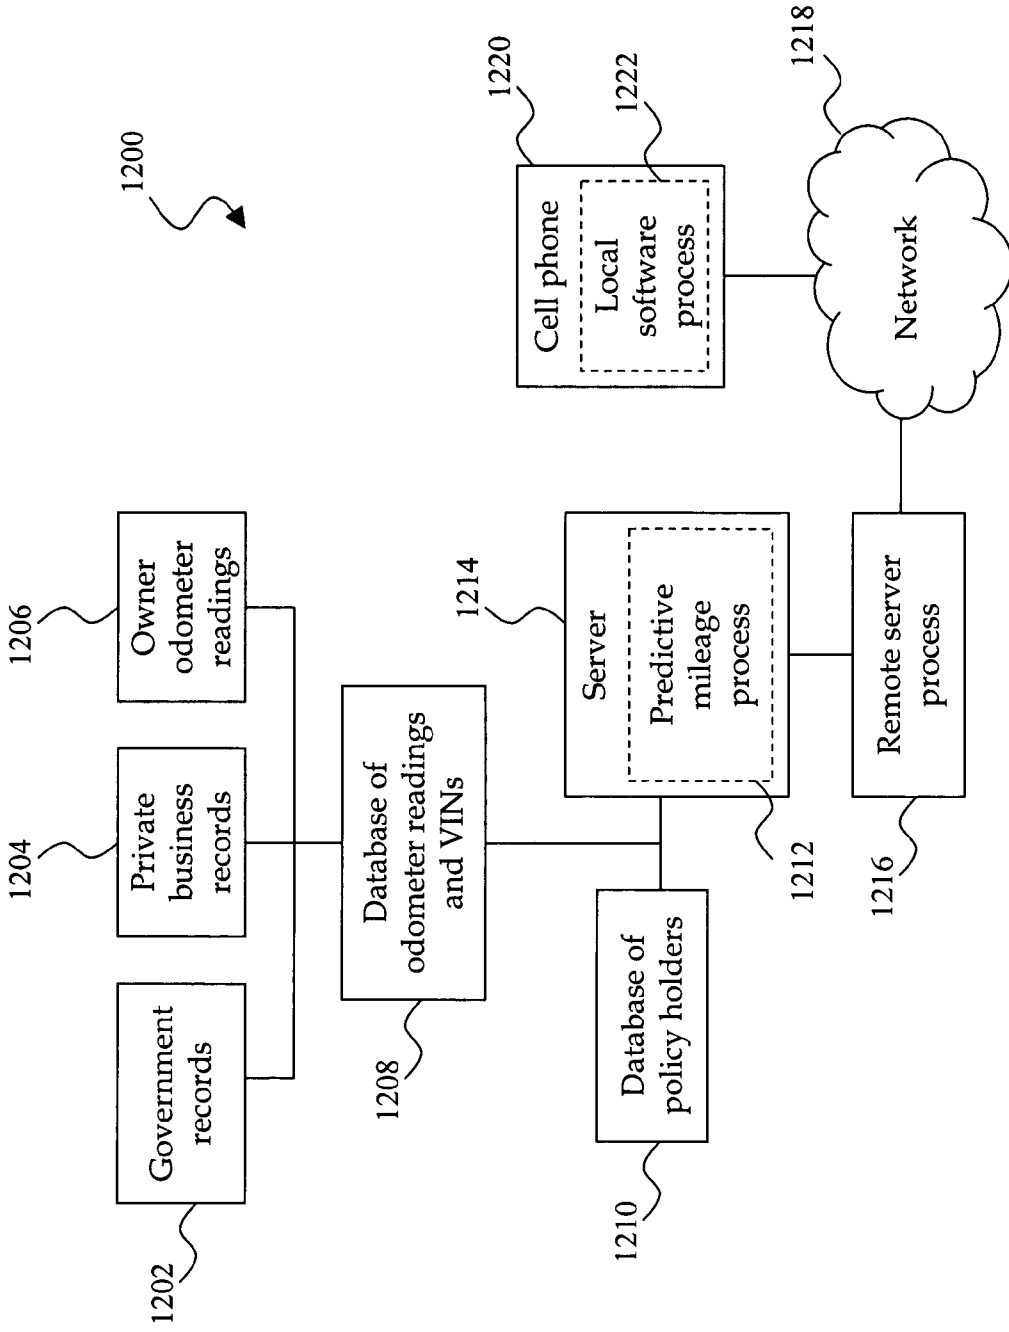 1200
1202
Government
records
1204
Private
business
records
1206
Owner
odometer
readings
1208
Database of
odometer readings
and VINs
1210
Database of
policy holders
1214
Server
Predictive
mileage
process
1212
1216
Remote server
process
1220
Cell phone
1222
Local
software
process
1218
Network